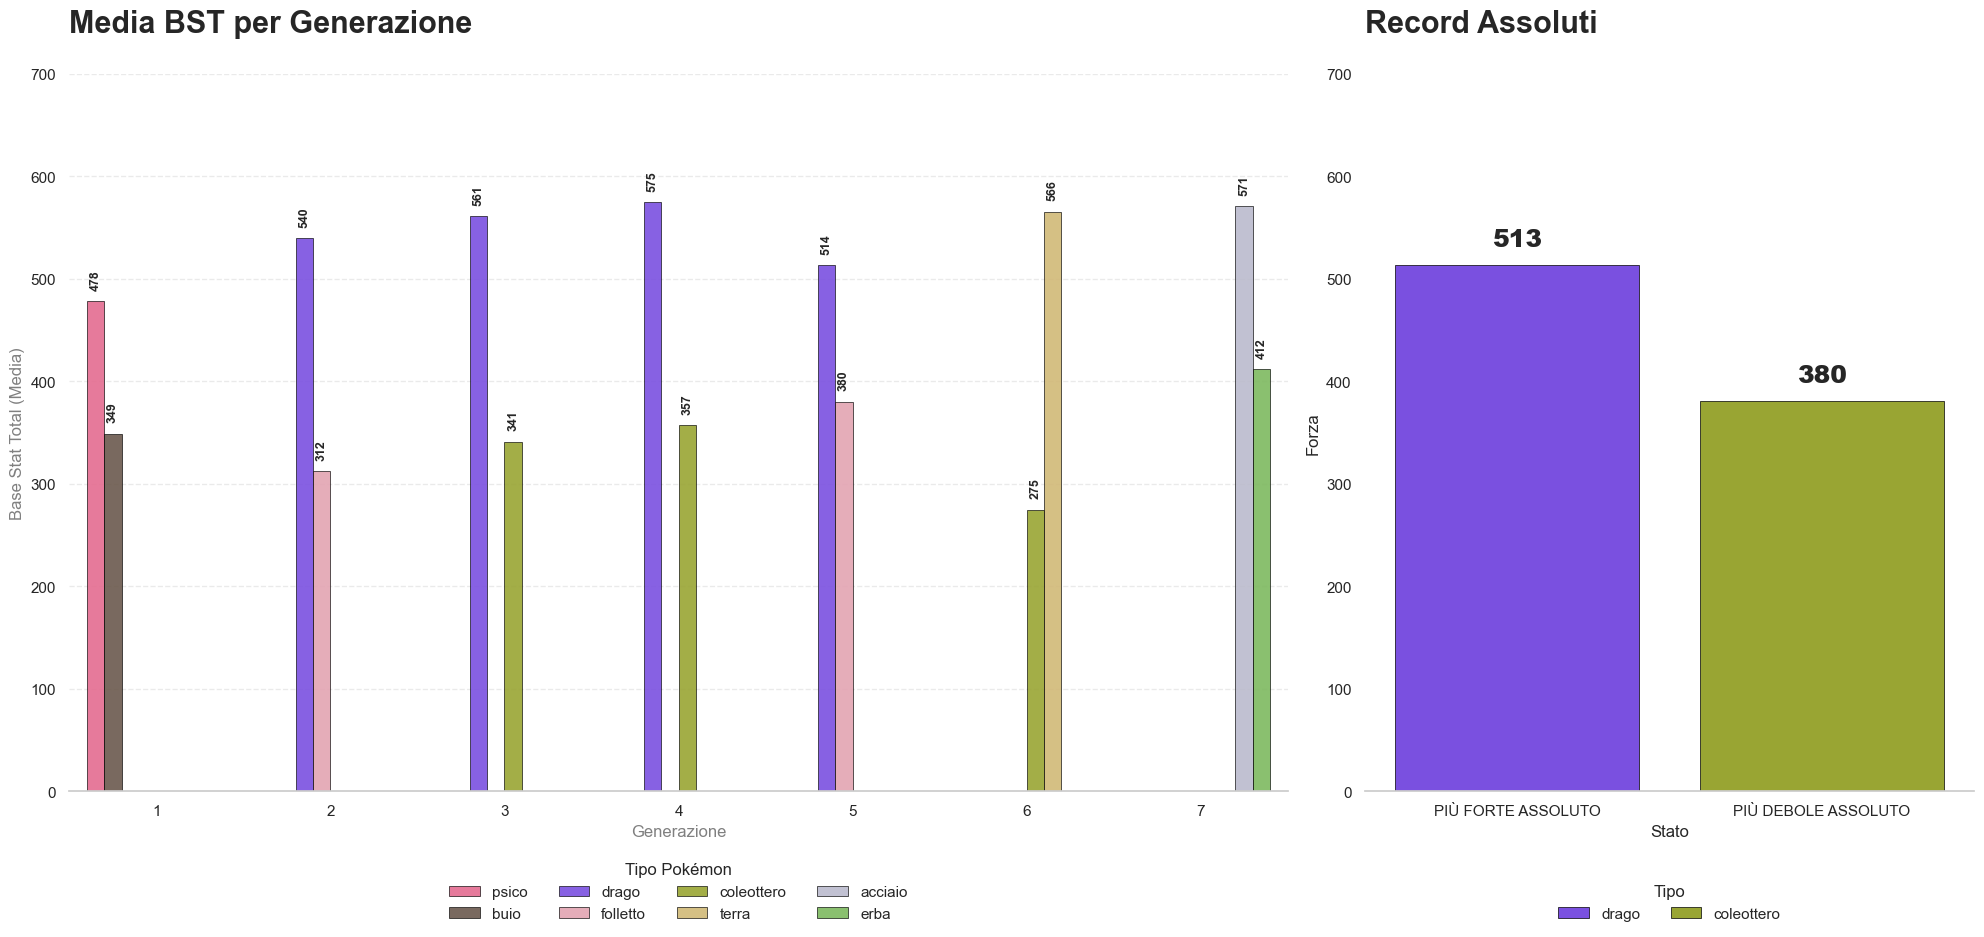 Media BST per Generazione
700
600
500
400
300
200
100
0
Base Stat Total (Media)
478
349
540
312
561
341
575
357
514
380
275
566
571
412
1
2
3
4
5
6
7
Generazione
Tipo Pokémon
psico
drago
coleottero
acciaio
buio
folletto
terra
erba
Record Assoluti
700
600
500
400
300
200
100
0
Forza
513
380
PIÙ FORTE ASSOLUTO
PIÙ DEBOLE ASSOLUTO
Stato
Tipo
drago
coleottero